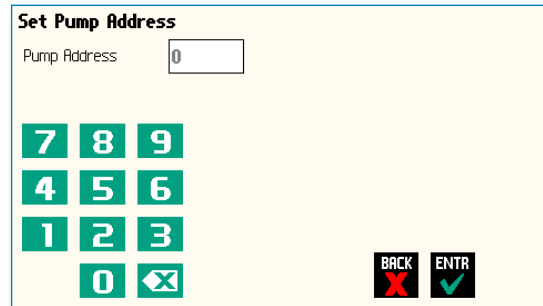 Set Pump Address
Pump Address 0
7 8 9
4 5 6
1 2 3
0
BACK ENTR